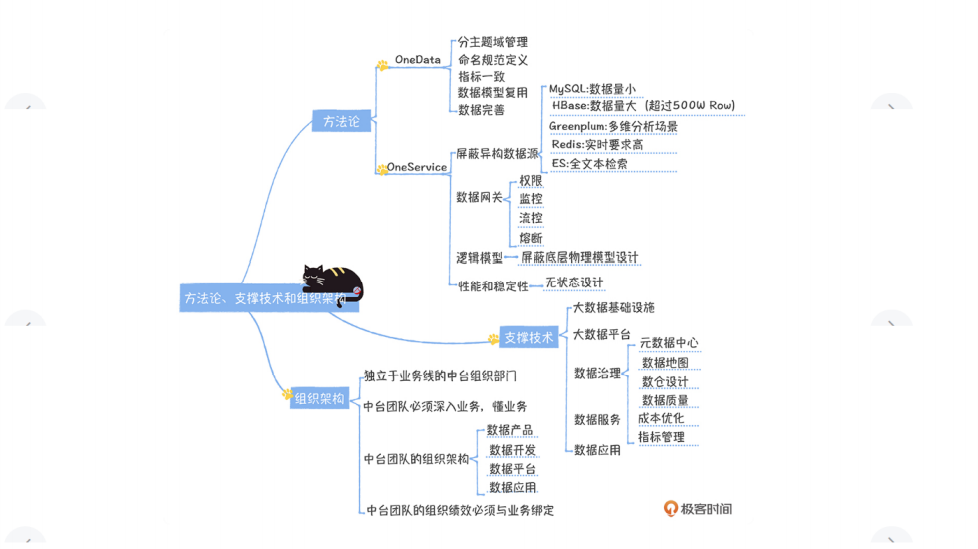 方法论、支撑技术和组织架构
方法论
OneData
分主题域管理
命名规范定义
指标一致
数据模型复用
数据完善
OneService
屏蔽异构数据源
MySQL:数据量小
HBase:数据量大（超过500W Row）
Greenplum:多维分析场景
Redis:实时要求高
ES:全文本检索
数据网关
权限
监控
流控
熔断
逻辑模型
屏蔽底层物理模型设计
性能和稳定性
无状态设计
支撑技术
大数据基础设施
大数据平台
数据治理
元数据中心
数据地图
数仓设计
数据质量
成本优化
指标管理
数据服务
数据应用
组织架构
独立于业务线的中台组织部门
中台团队必须深入业务，懂业务
中台团队的组织架构
数据产品
数据开发
数据平台
数据应用
中台团队的组织绩效必须与业务绑定
极客时间